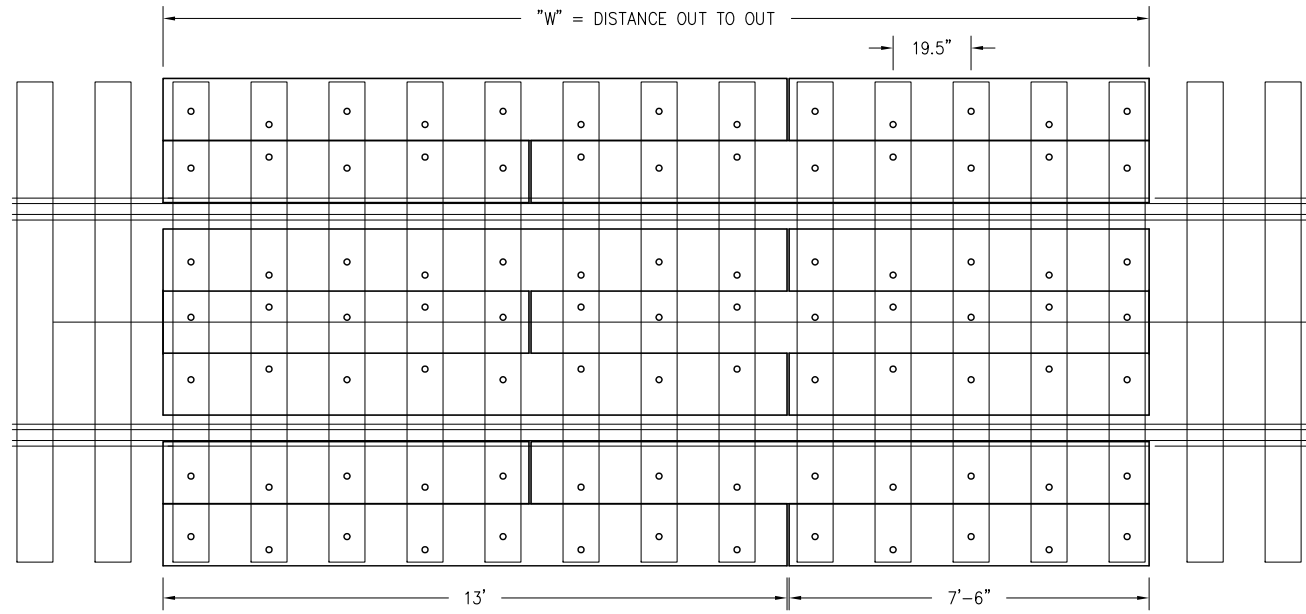 "W" = DISTANCE OUT TO OUT
19.5"
13'
7'-6"